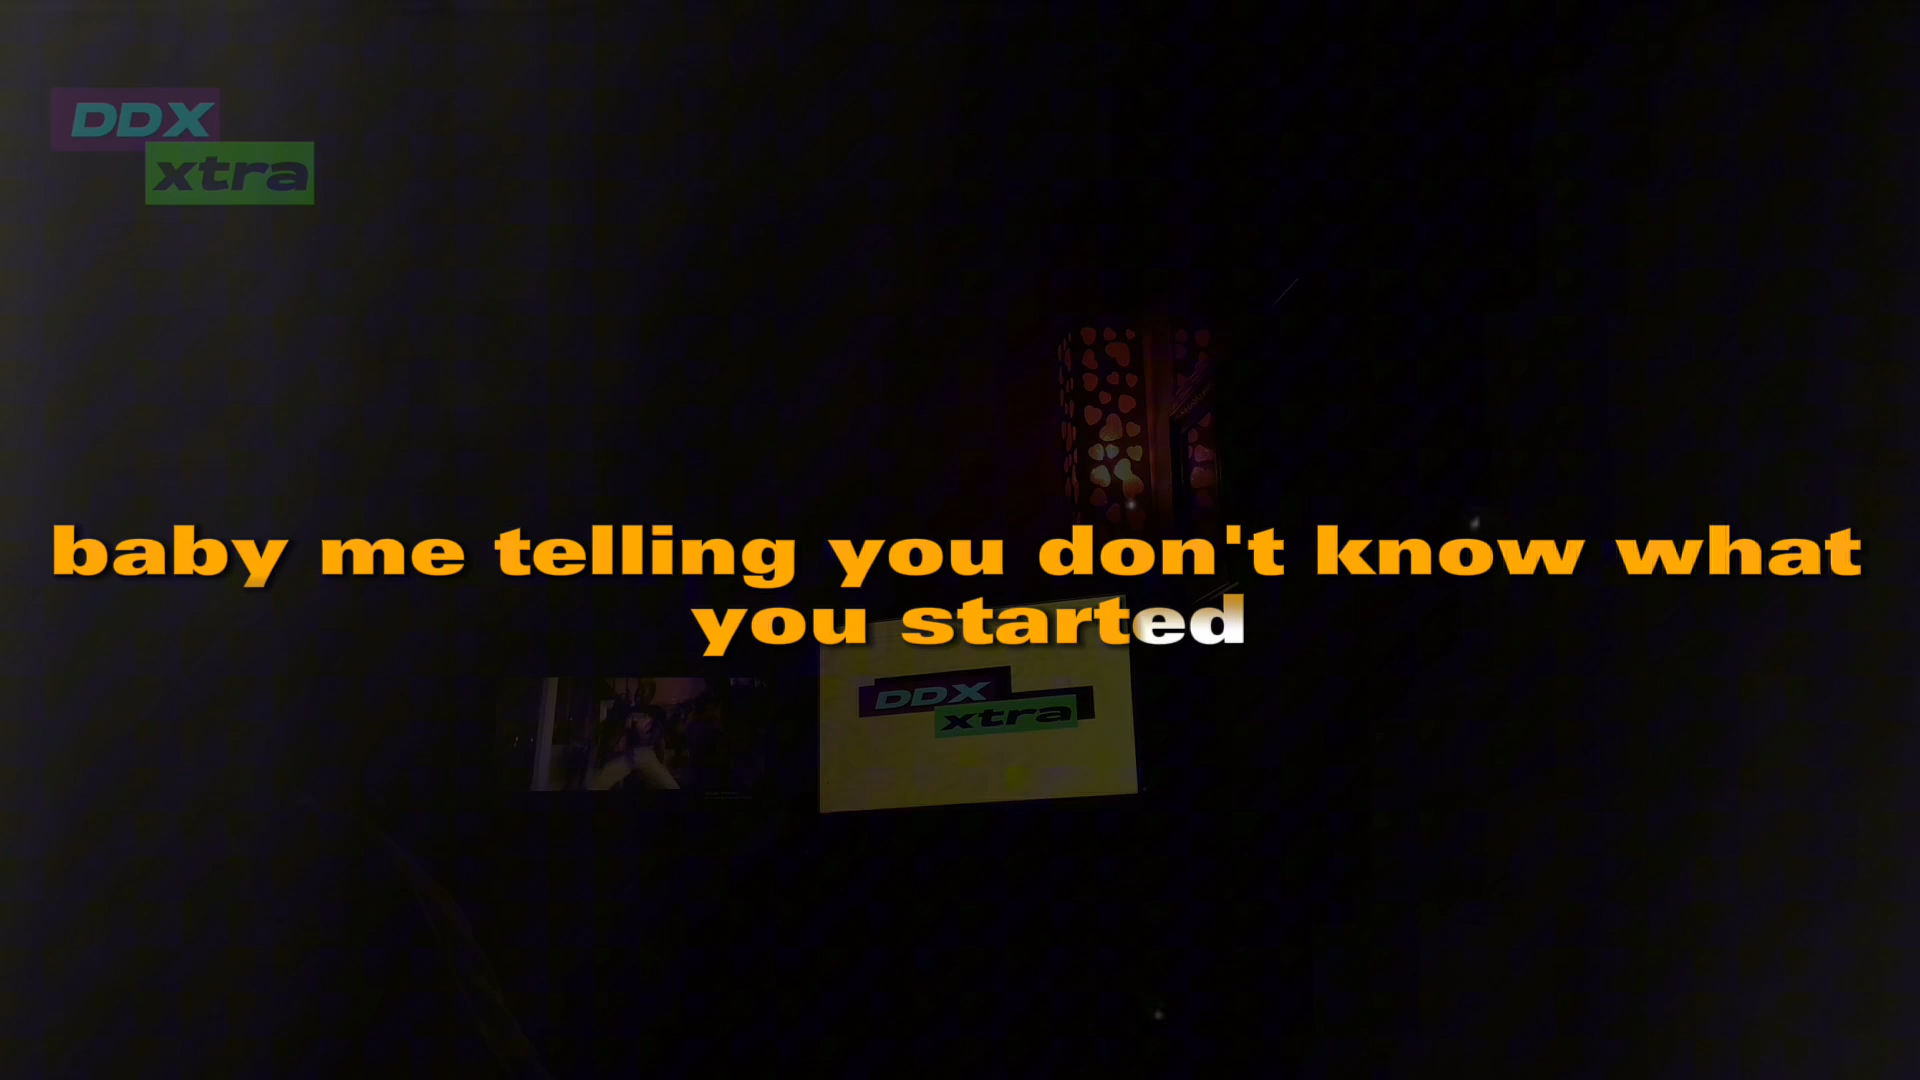 DDX
xtra
baby me telling you don't know what
you started
DDX
xtra